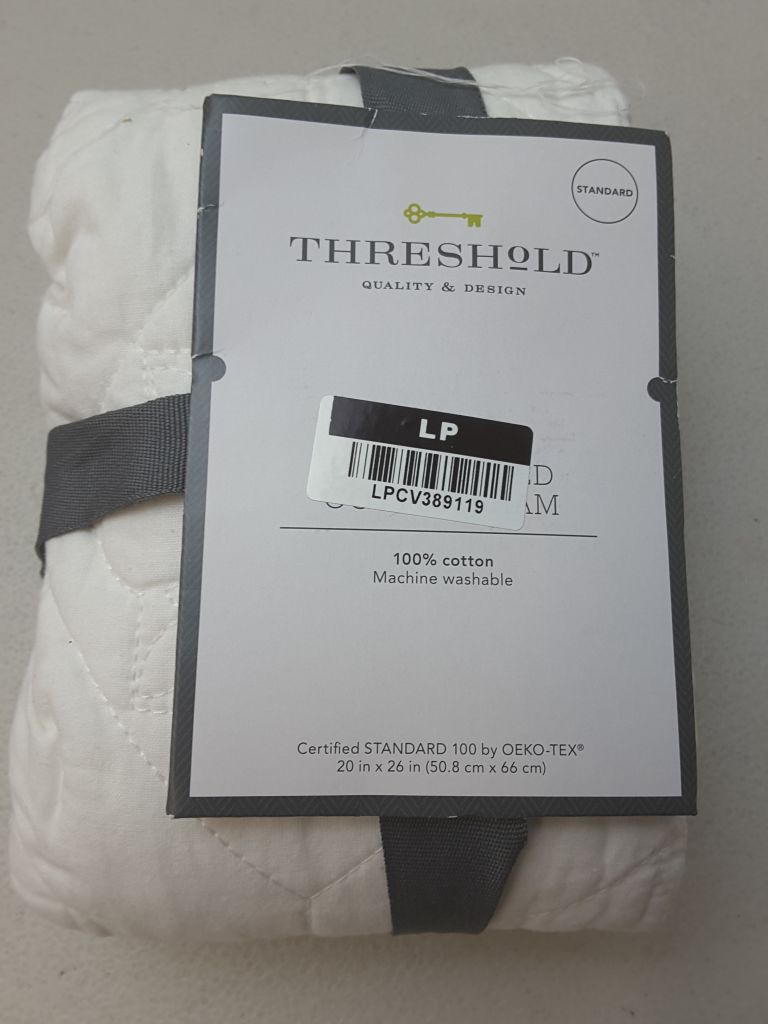 STANDARD
THRESHOLD™
QUALITY & DESIGN
LP
LPCV389119
100% cotton
Machine washable
Certified STANDARD 100 by OEKO-TEX®
20 in x 26 in (50.8 cm x 66 cm)